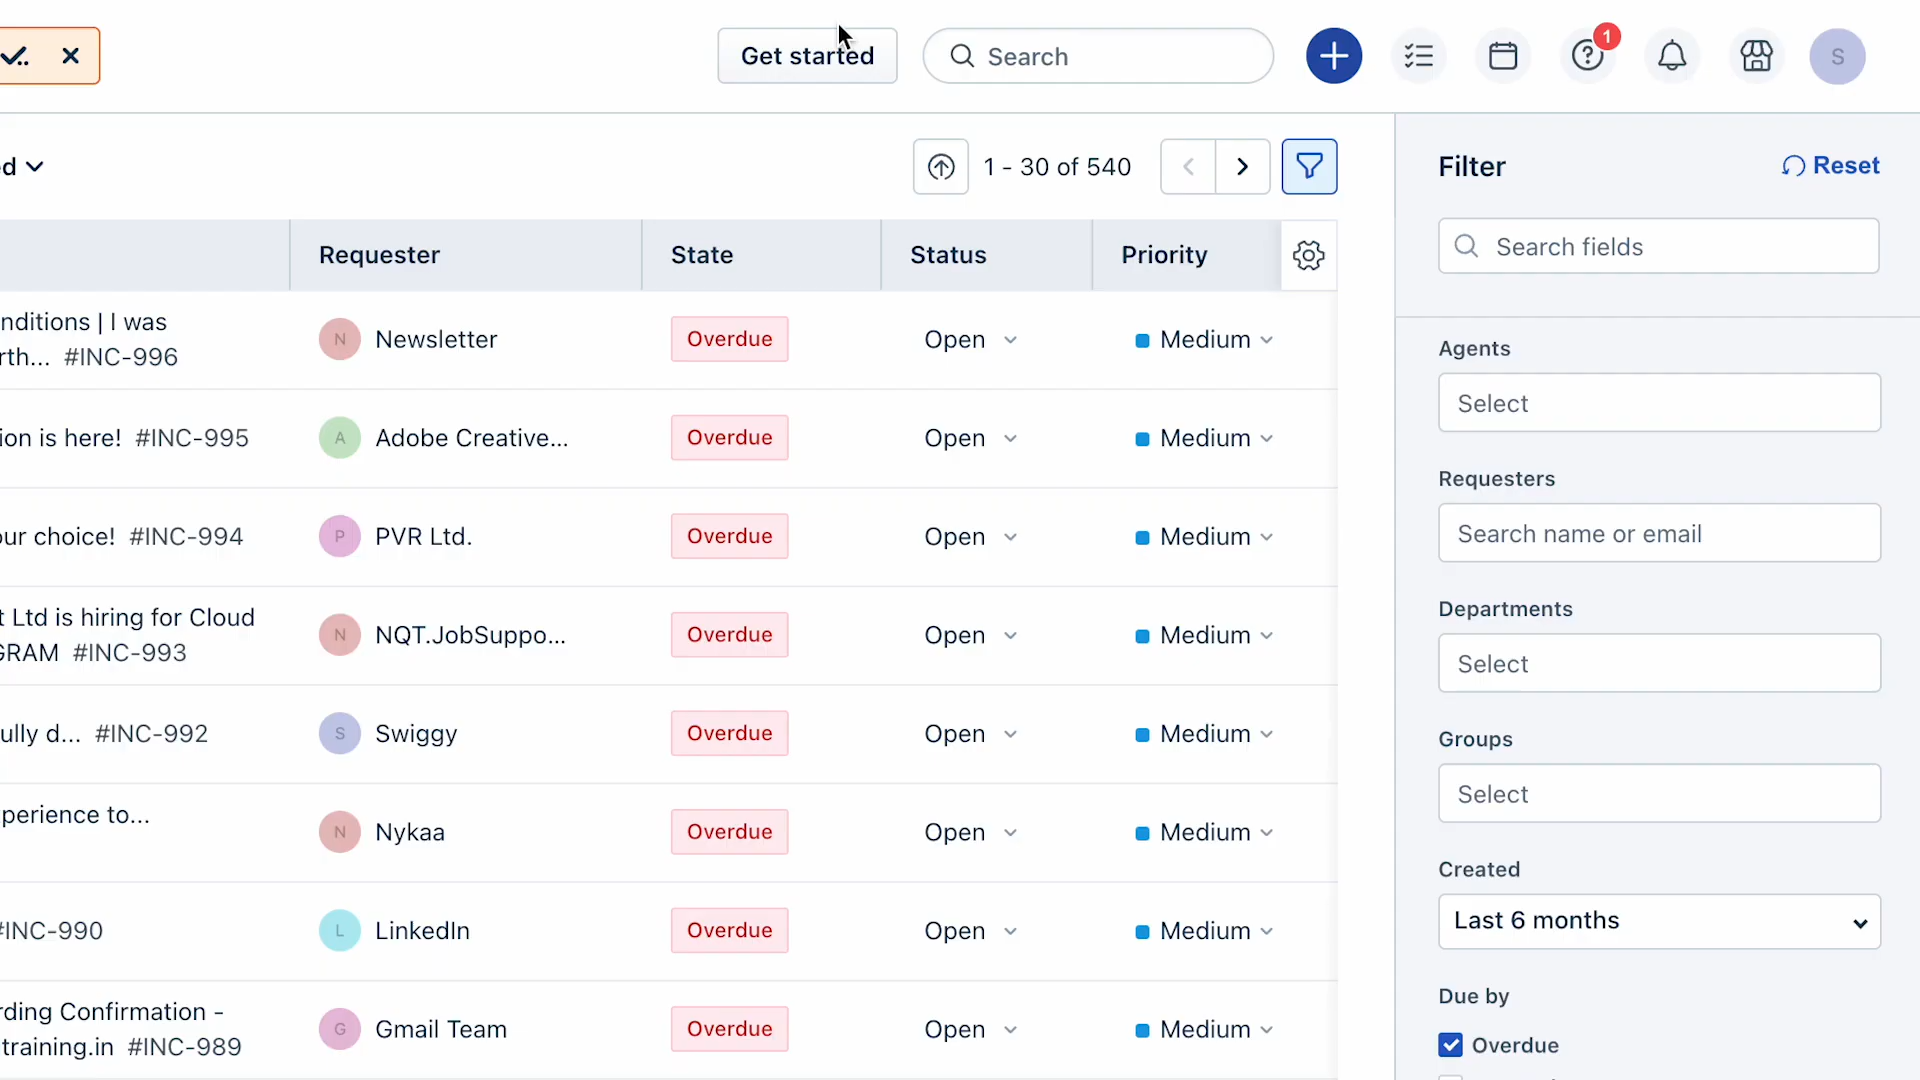 Get started
Search
1
S
d
1 - 30 of 540
Filter
Reset
Search fields
Requester
State
Status
Priority
nditions | I was
rth... #INC-996
N
Newsletter
Overdue
Open
Medium
ion is here! #INC-995
A
Adobe Creative...
Overdue
Open
Medium
our choice! #INC-994
P
PVR Ltd.
Overdue
Open
Medium
t Ltd is hiring for Cloud
GRAM #INC-993
N
NQT.JobSuppo...
Overdue
Open
Medium
ully d... #INC-992
S
Swiggy
Overdue
Open
Medium
perience to...
N
Nykaa
Overdue
Open
Medium
#INC-990
L
LinkedIn
Overdue
Open
Medium
rding Confirmation -
training.in #INC-989
G
Gmail Team
Overdue
Open
Medium
Agents
Select
Requesters
Search name or email
Departments
Select
Groups
Select
Created
Last 6 months
Due by
Overdue